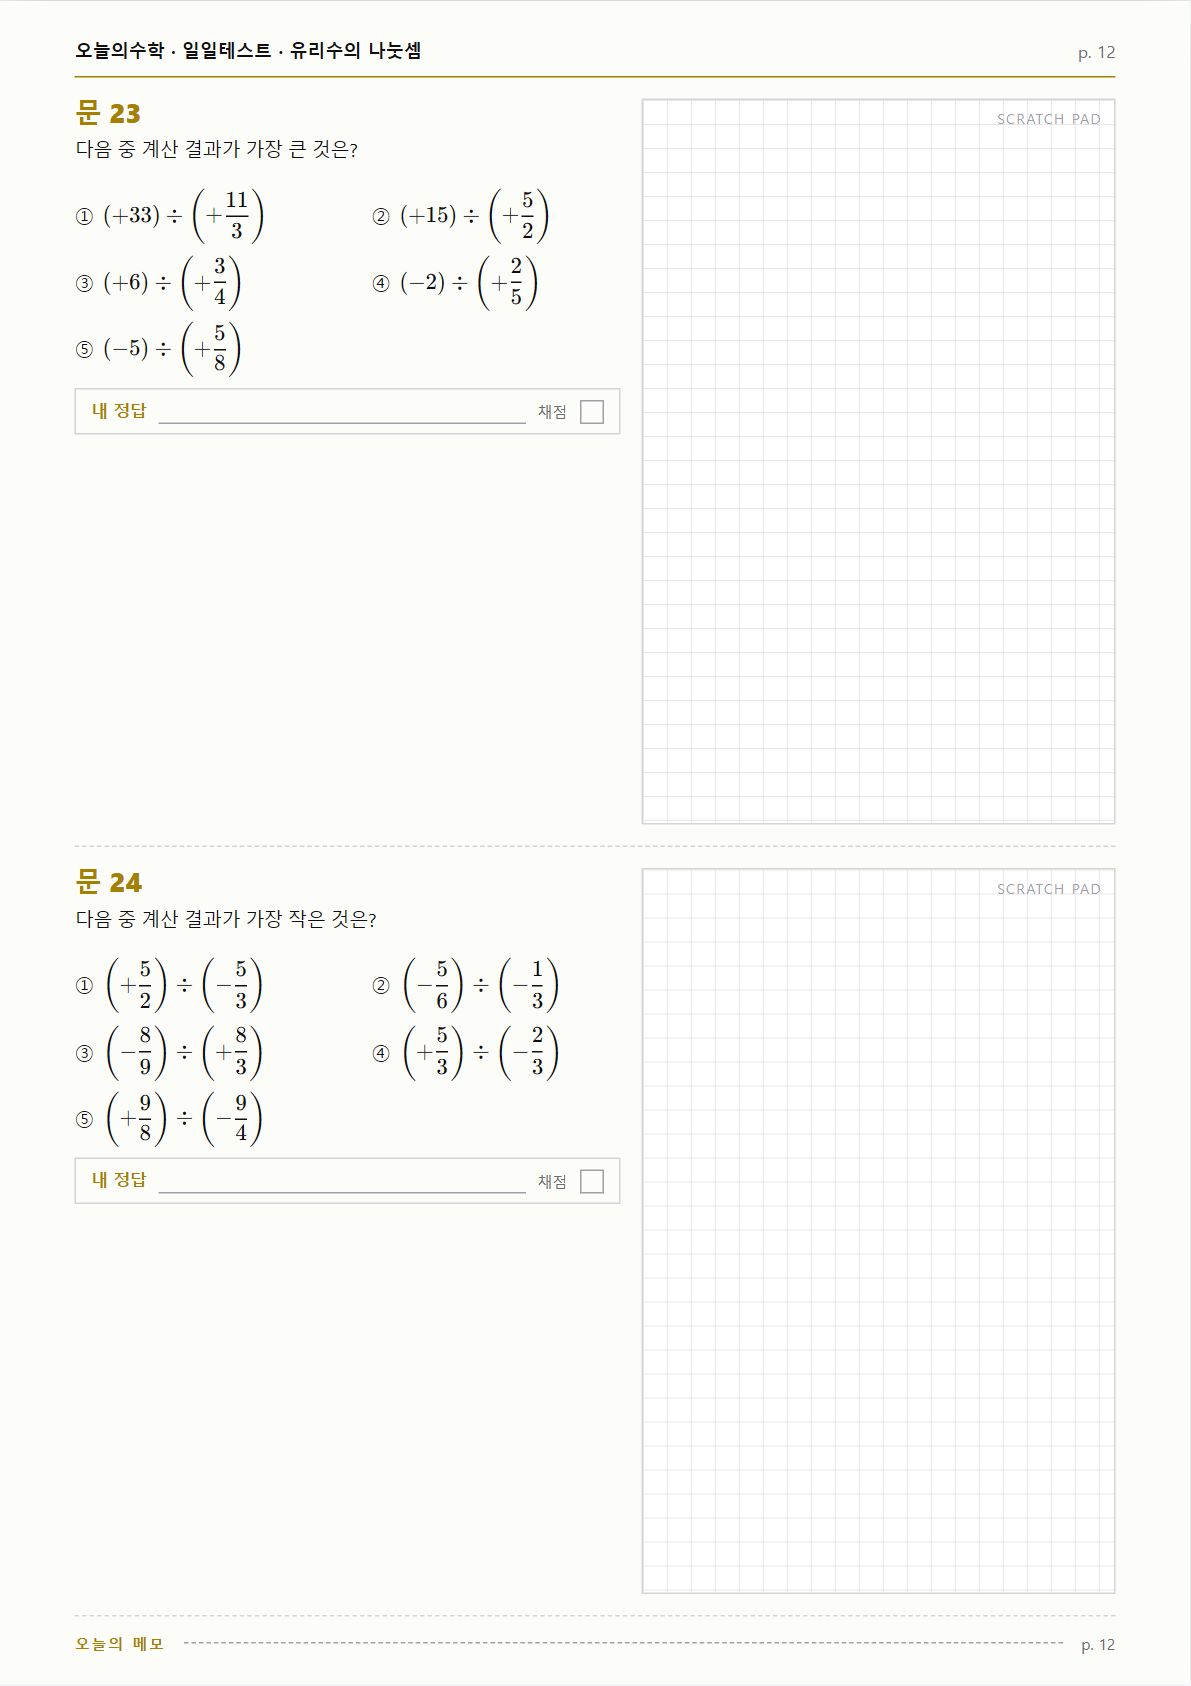 오늘의수학 · 일일테스트 · 유리수의 나눗셈 p. 12
문 23
다음 중 계산 결과가 가장 큰 것은?
① (+33) ÷ (+11/3) ② (+15) ÷ (+5/2)
③ (+6) ÷ (+3/4) ④ (−2) ÷ (+2/5)
⑤ (−5) ÷ (+5/8)
내 정답 채점
SCRATCH PAD
문 24
다음 중 계산 결과가 가장 작은 것은?
① (+5/2) ÷ (−5/3) ② (−5/6) ÷ (−1/3)
③ (−8/9) ÷ (+8/3) ④ (+5/3) ÷ (−2/3)
⑤ (+9/8) ÷ (−9/4)
내 정답 채점
SCRATCH PAD
오늘의 메모 p. 12